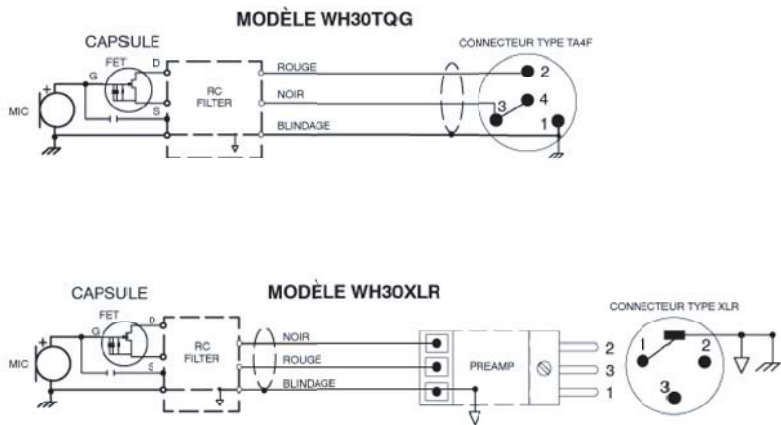 MODÈLE WH30TQG
CAPSULE
FET
G
D
S
MIC
+
RC
FILTER
ROUGE
NOIR
BLINDAGE
CONNECTEUR TYPE TA4F
2
4
3
1
MODÈLE WH30XLR
CAPSULE
FET
G
D
S
MIC
+
RC
FILTER
NOIR
ROUGE
BLINDAGE
PREAMP
2
3
1
CONNECTEUR TYPE XLR
1
2
3